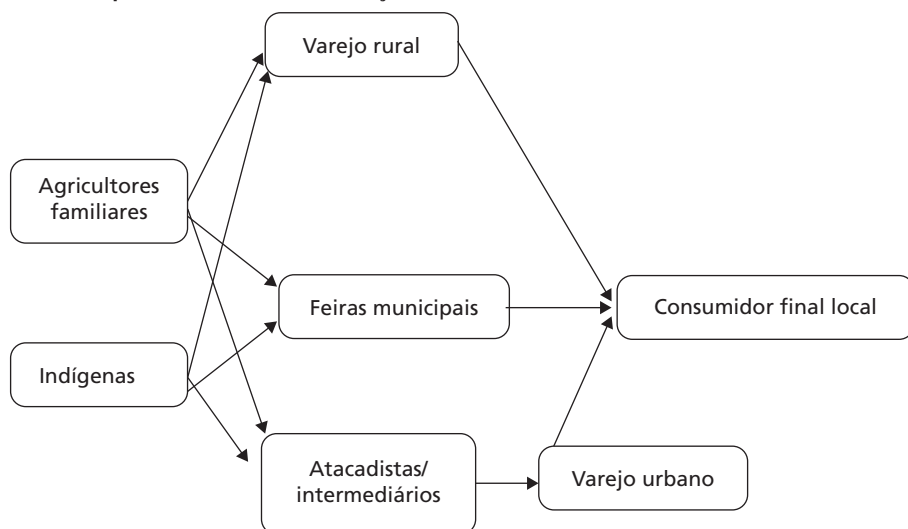 Varejo rural
Agricultores
familiares
Feiras municipais
Consumidor final local
Indígenas
Atacadistas/
intermediários
Varejo urbano